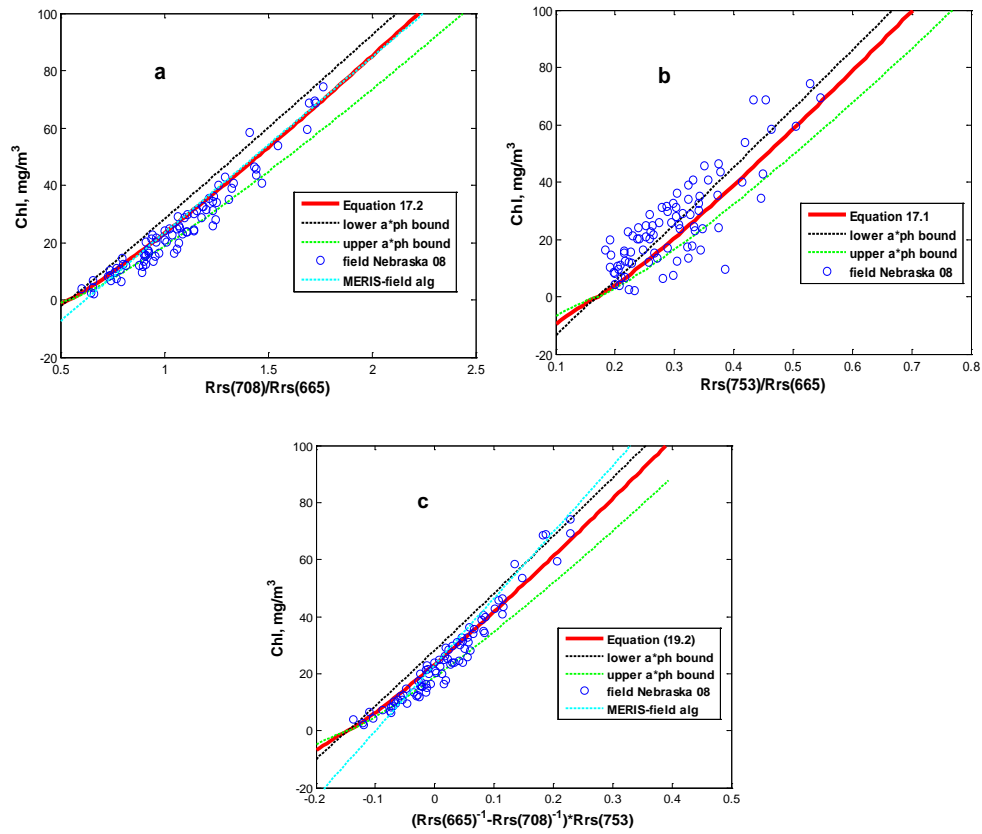 a
Chl, mg/m³
100
80
60
40
20
0
-20
0.5 1 1.5 2 2.5
Rrs(708)/Rrs(665)
Equation 17.2
lower a*ph bound
upper a*ph bound
field Nebraska 08
MERIS-field alg
b
Chl, mg/m³
100
80
60
40
20
0
-20
0.1 0.2 0.3 0.4 0.5 0.6 0.7 0.8
Rrs(753)/Rrs(665)
Equation 17.1
lower a*ph bound
upper a*ph bound
field Nebraska 08
c
Chl, mg/m³
100
80
60
40
20
0
-20
-0.2 -0.1 0 0.1 0.2 0.3 0.4 0.5
(Rrs(665)⁻¹-Rrs(708)⁻¹)*Rrs(753)
Equation (19.2)
lower a*ph bound
upper a*ph bound
field Nebraska 08
MERIS-field alg